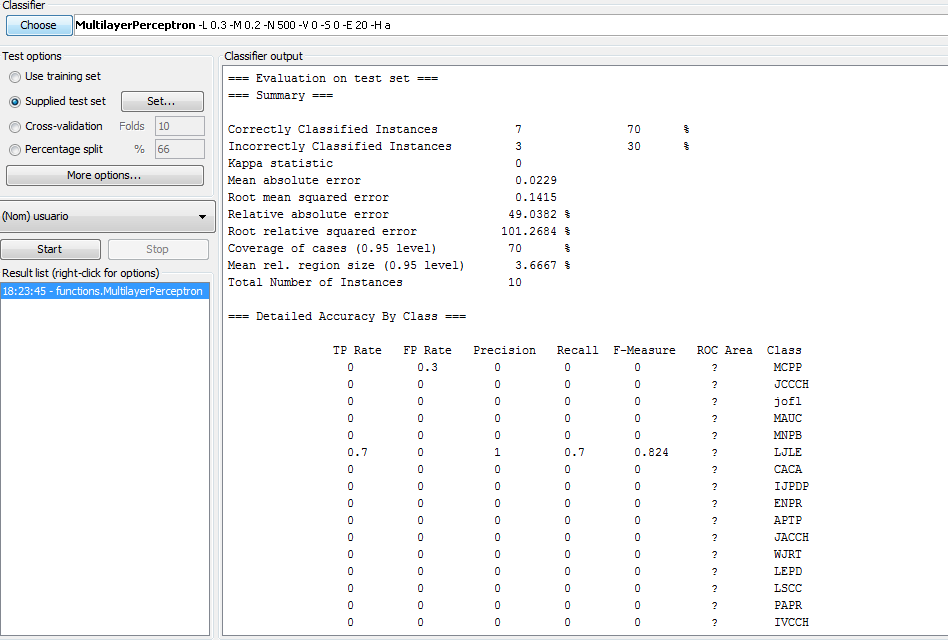 Classifier
Choose MultilayerPerceptron -L 0.3 -M 0.2 -N 500 -V 0 -S 0 -E 20 -H a
Test options
Use training set
Supplied test set Set...
Cross-validation Folds 10
Percentage split % 66
More options...
(Nom) usuario
Start Stop
Result list (right-click for options)
18:23:45 - functions.MultilayerPerceptron
Classifier output
=== Evaluation on test set ===
=== Summary ===
Correctly Classified Instances 7 70 %
Incorrectly Classified Instances 3 30 %
Kappa statistic 0
Mean absolute error 0.0229
Root mean squared error 0.1415
Relative absolute error 49.0382 %
Root relative squared error 101.2684 %
Coverage of cases (0.95 level) 70 %
Mean rel. region size (0.95 level) 3.6667 %
Total Number of Instances 10
=== Detailed Accuracy By Class ===
TP Rate FP Rate Precision Recall F-Measure ROC Area Class
0 0.3 0 0 0 ? MCPP
0 0 0 0 0 ? JCCCH
0 0 0 0 0 ? jofl
0 0 0 0 0 ? MAUC
0 0 0 0 0 ? MNPB
0.7 0 1 0.7 0.824 ? LJLE
0 0 0 0 0 ? CACA
0 0 0 0 0 ? IJPDP
0 0 0 0 0 ? ENPR
0 0 0 0 0 ? APTP
0 0 0 0 0 ? JACCH
0 0 0 0 0 ? WJRT
0 0 0 0 0 ? LEPD
0 0 0 0 0 ? LSCC
0 0 0 0 0 ? PAPR
0 0 0 0 0 ? IVCCH